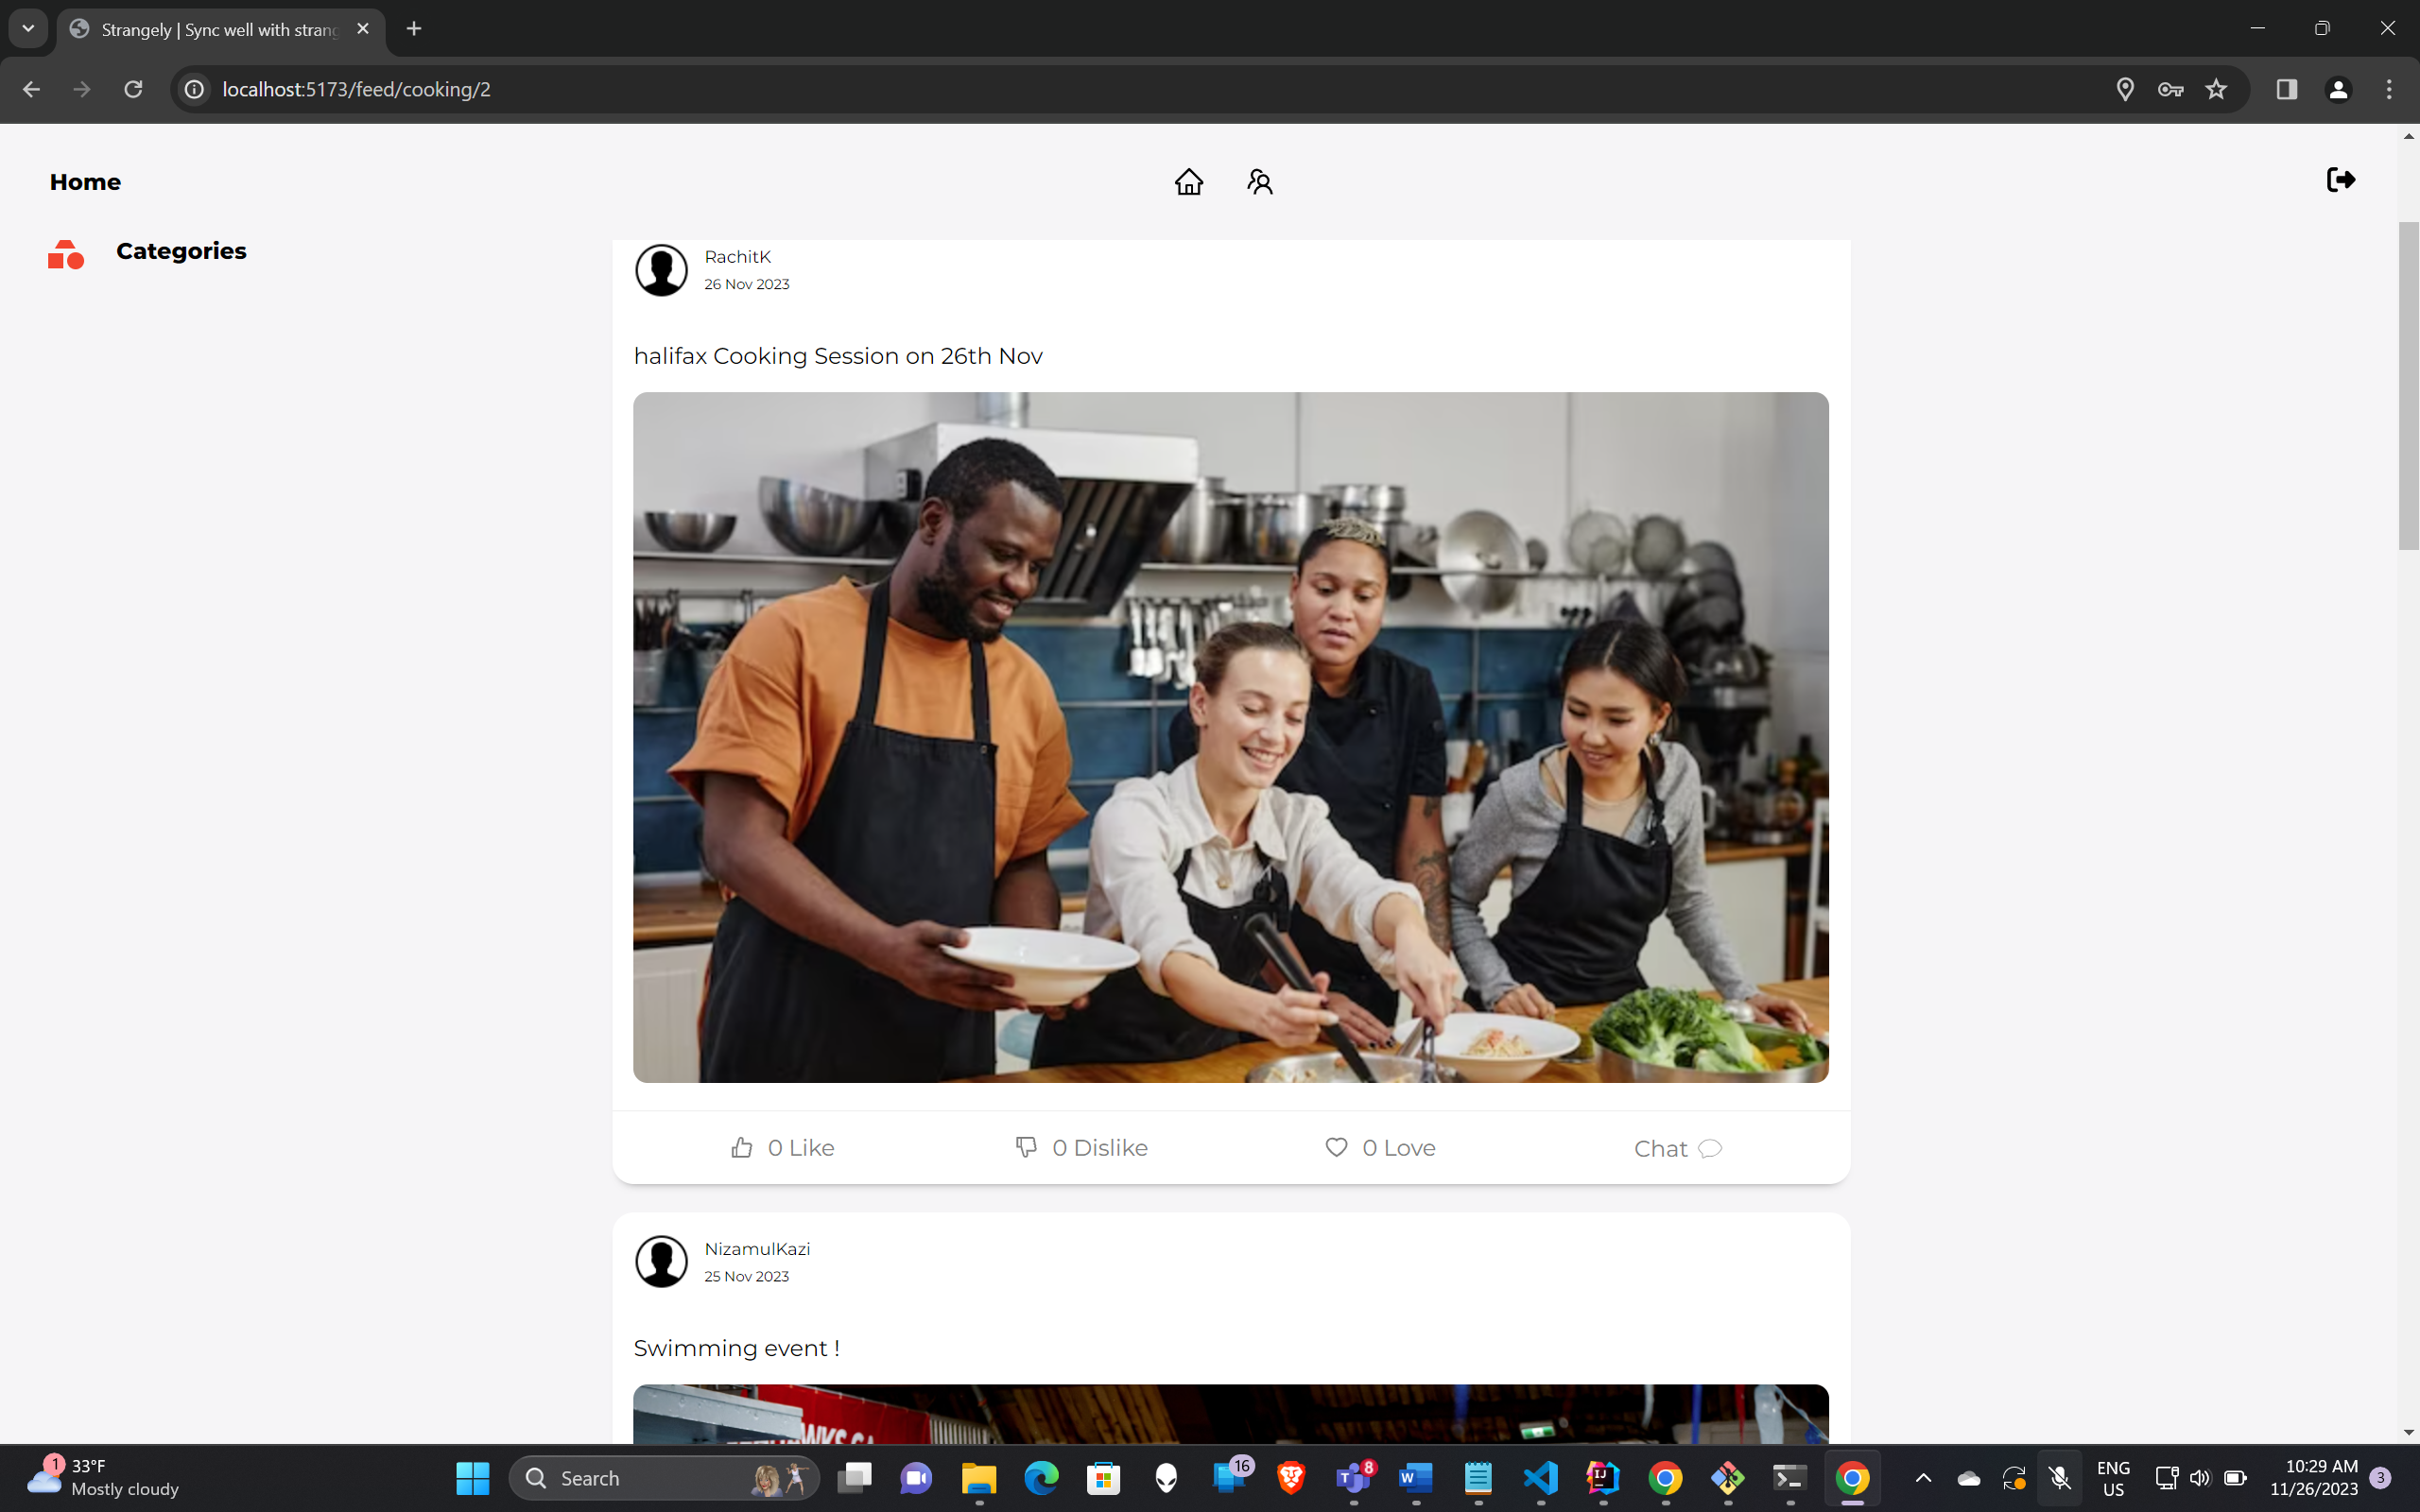 Strangely | Sync well with strang
localhost:5173/feed/cooking/2
Home
Categories
RachitK
26 Nov 2023
halifax Cooking Session on 26th Nov
0 Like
0 Dislike
0 Love
Chat
NizamulKazi
25 Nov 2023
Swimming event !
1
33°F
Mostly cloudy
Search
16
8
T
W
IJ
ENG
US
10:29 AM
11/26/2023
3